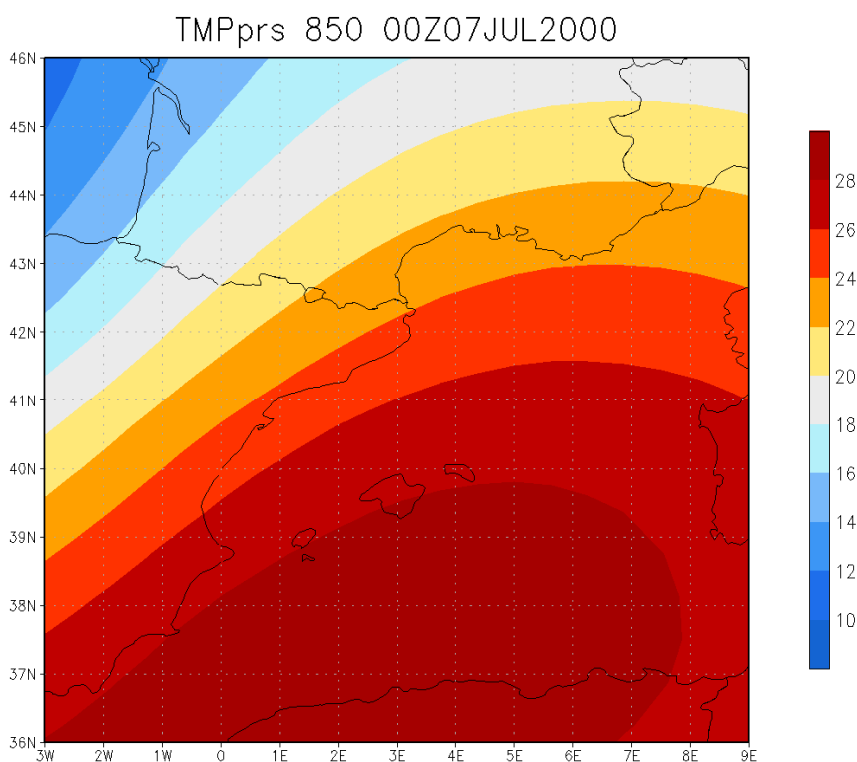 TMPprs 850 00Z07JUL2000
46N
45N
44N
43N
42N
41N
40N
39N
38N
37N
36N
3W 2W 1W 0 1E 2E 3E 4E 5E 6E 7E 8E 9E
28
26
24
22
20
18
16
14
12
10